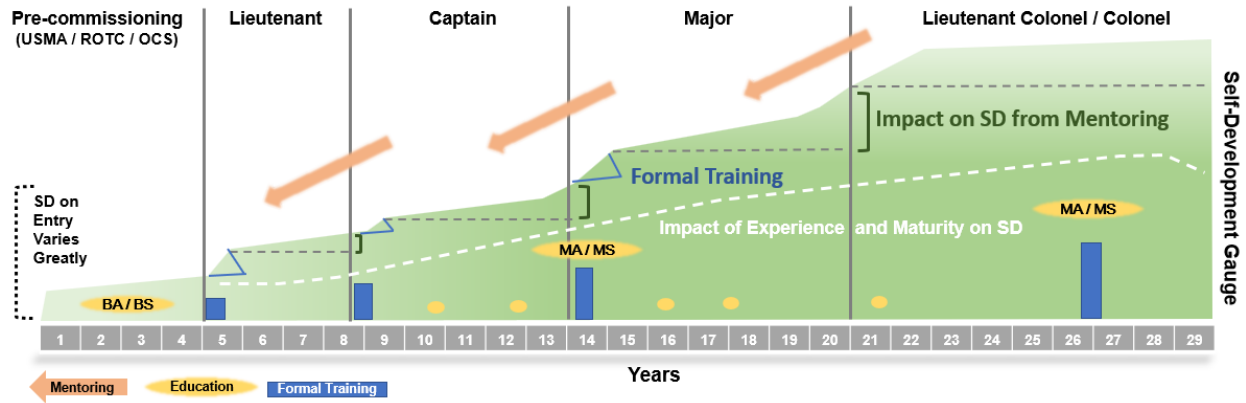 Pre-commissioning
(USMA / ROTC / OCS)
Lieutenant
Captain
Major
Lieutenant Colonel / Colonel
Self-Development Gauge
Impact on SD from Mentoring
Formal Training
SD on
Entry
Varies
Greatly
Impact of Experience and Maturity on SD
MA / MS
MA / MS
BA / BS
1 2 3 4 5 6 7 8 9 10 11 12 13 14 15 16 17 18 19 20 21 22 23 24 25 26 27 28 29
Years
Mentoring
Education
Formal Training